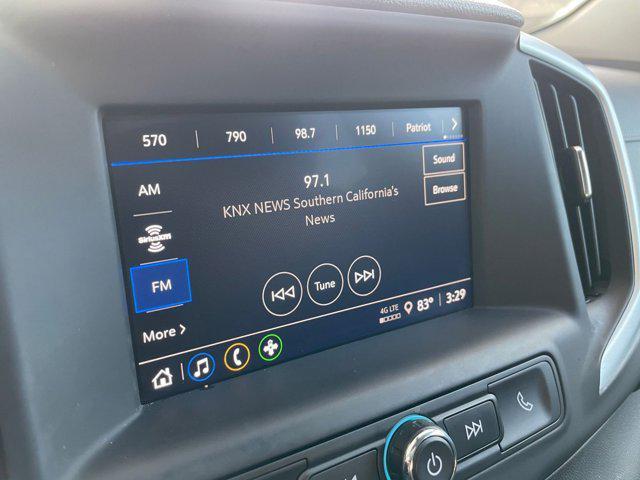 570 790 98.7 1150 Patriot
AM
97.1
Sound
KNX NEWS Southern California's
News
Browse
SiriusXM
FM
Tune
More
4G LTE 83° 3:29